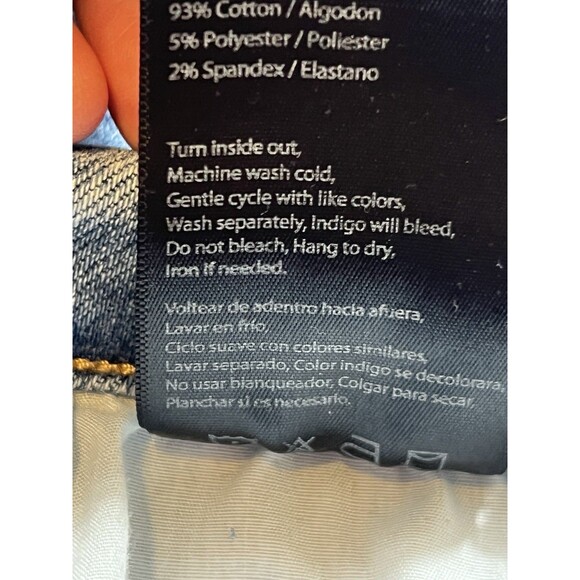 93% Cotton / Algodon
5% Polyester / Poliester
2% Spandex / Elastano
Turn inside out,
Machine wash cold,
Gentle cycle with like colors,
Wash separately, Indigo will bleed,
Do not bleach, Hang to dry,
Iron if needed.
Voltear de adentro hacia afuera,
Lavar en frio,
Ciclo suave con colores similares,
Lavar separado, Color indigo se decolorara,
No usar blanqueador, Colgar para secar,
Planchar si es necesario.